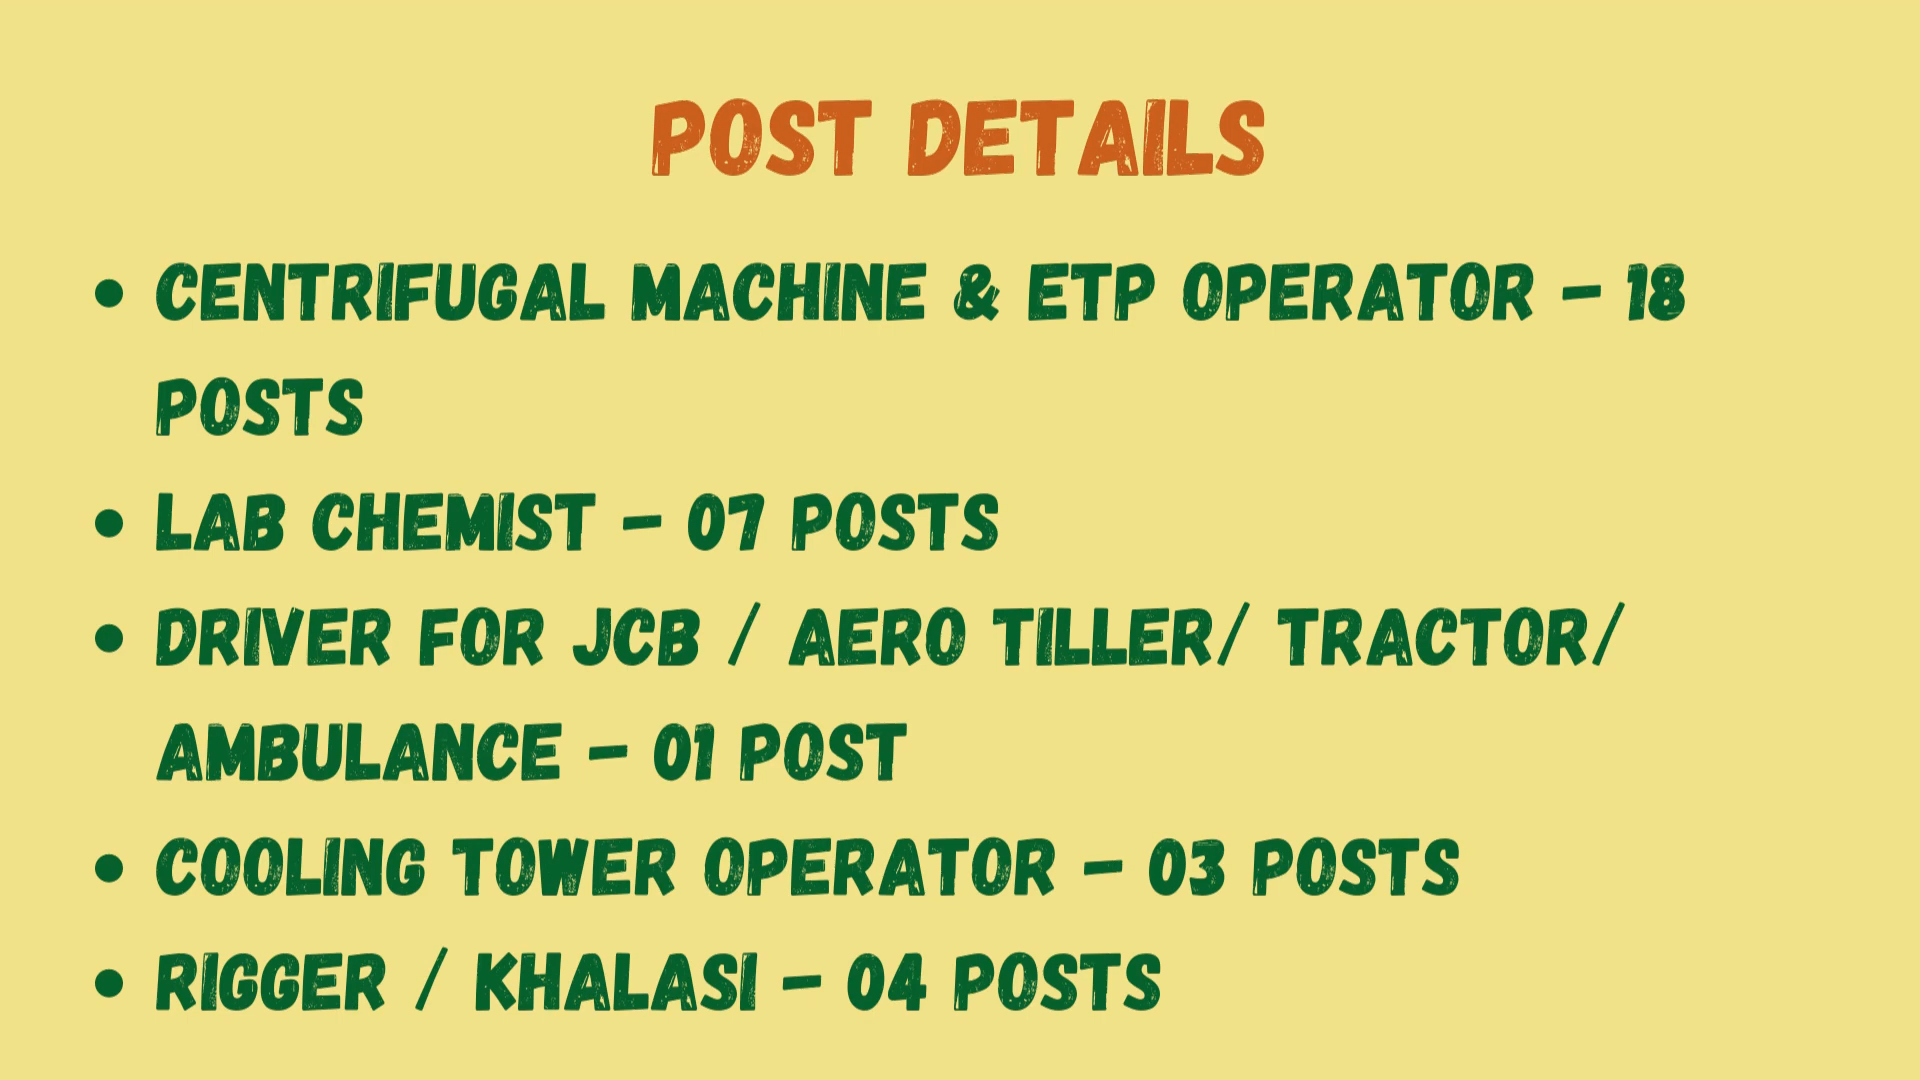 POST DETAILS
• CENTRIFUGAL MACHINE & ETP OPERATOR – 18
POSTS
• LAB CHEMIST – 07 POSTS
• DRIVER FOR JCB / AERO TILLER/ TRACTOR/
AMBULANCE – 01 POST
• COOLING TOWER OPERATOR – 03 POSTS
• RIGGER / KHALASI – 04 POSTS